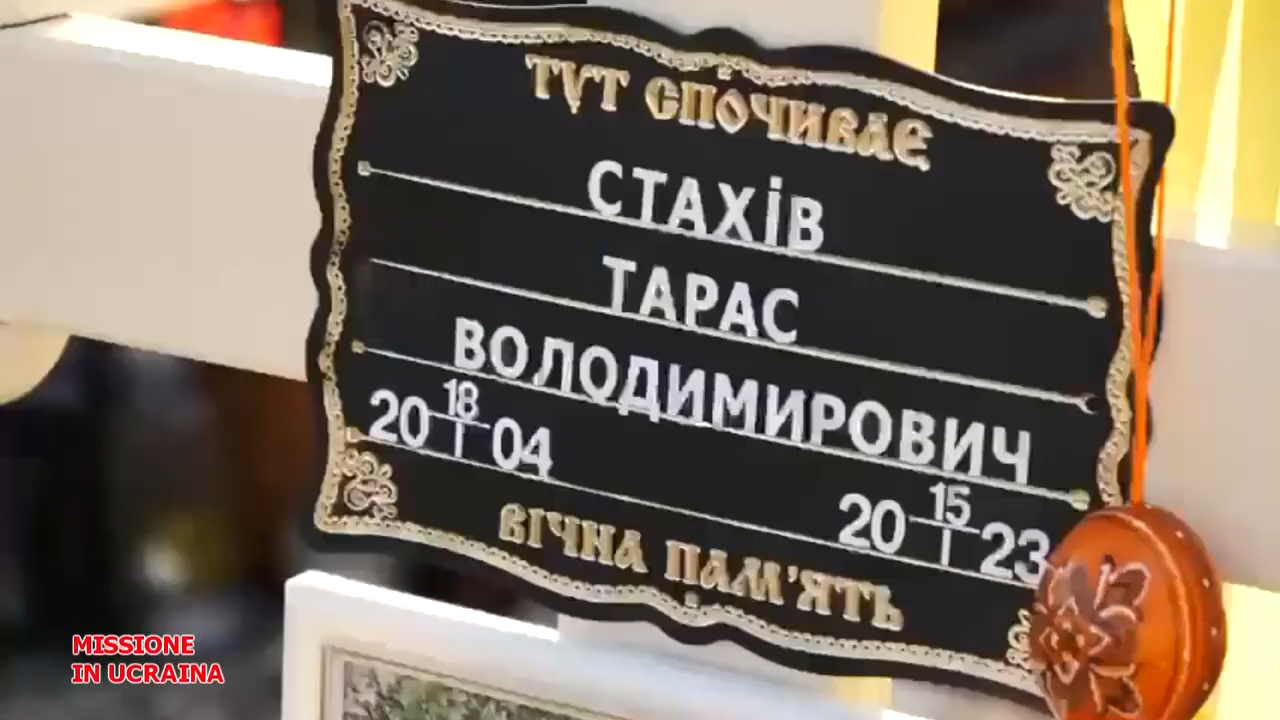 ТУТ СПОЧИВАЄ
СТАХіВ
ТАРАС
ВОЛОДИМИРОВИЧ
20 18/I 04
20 15/I 23
ВІЧНА ПАМ'ЯТЬ
MISSIONE
IN UCRAINA